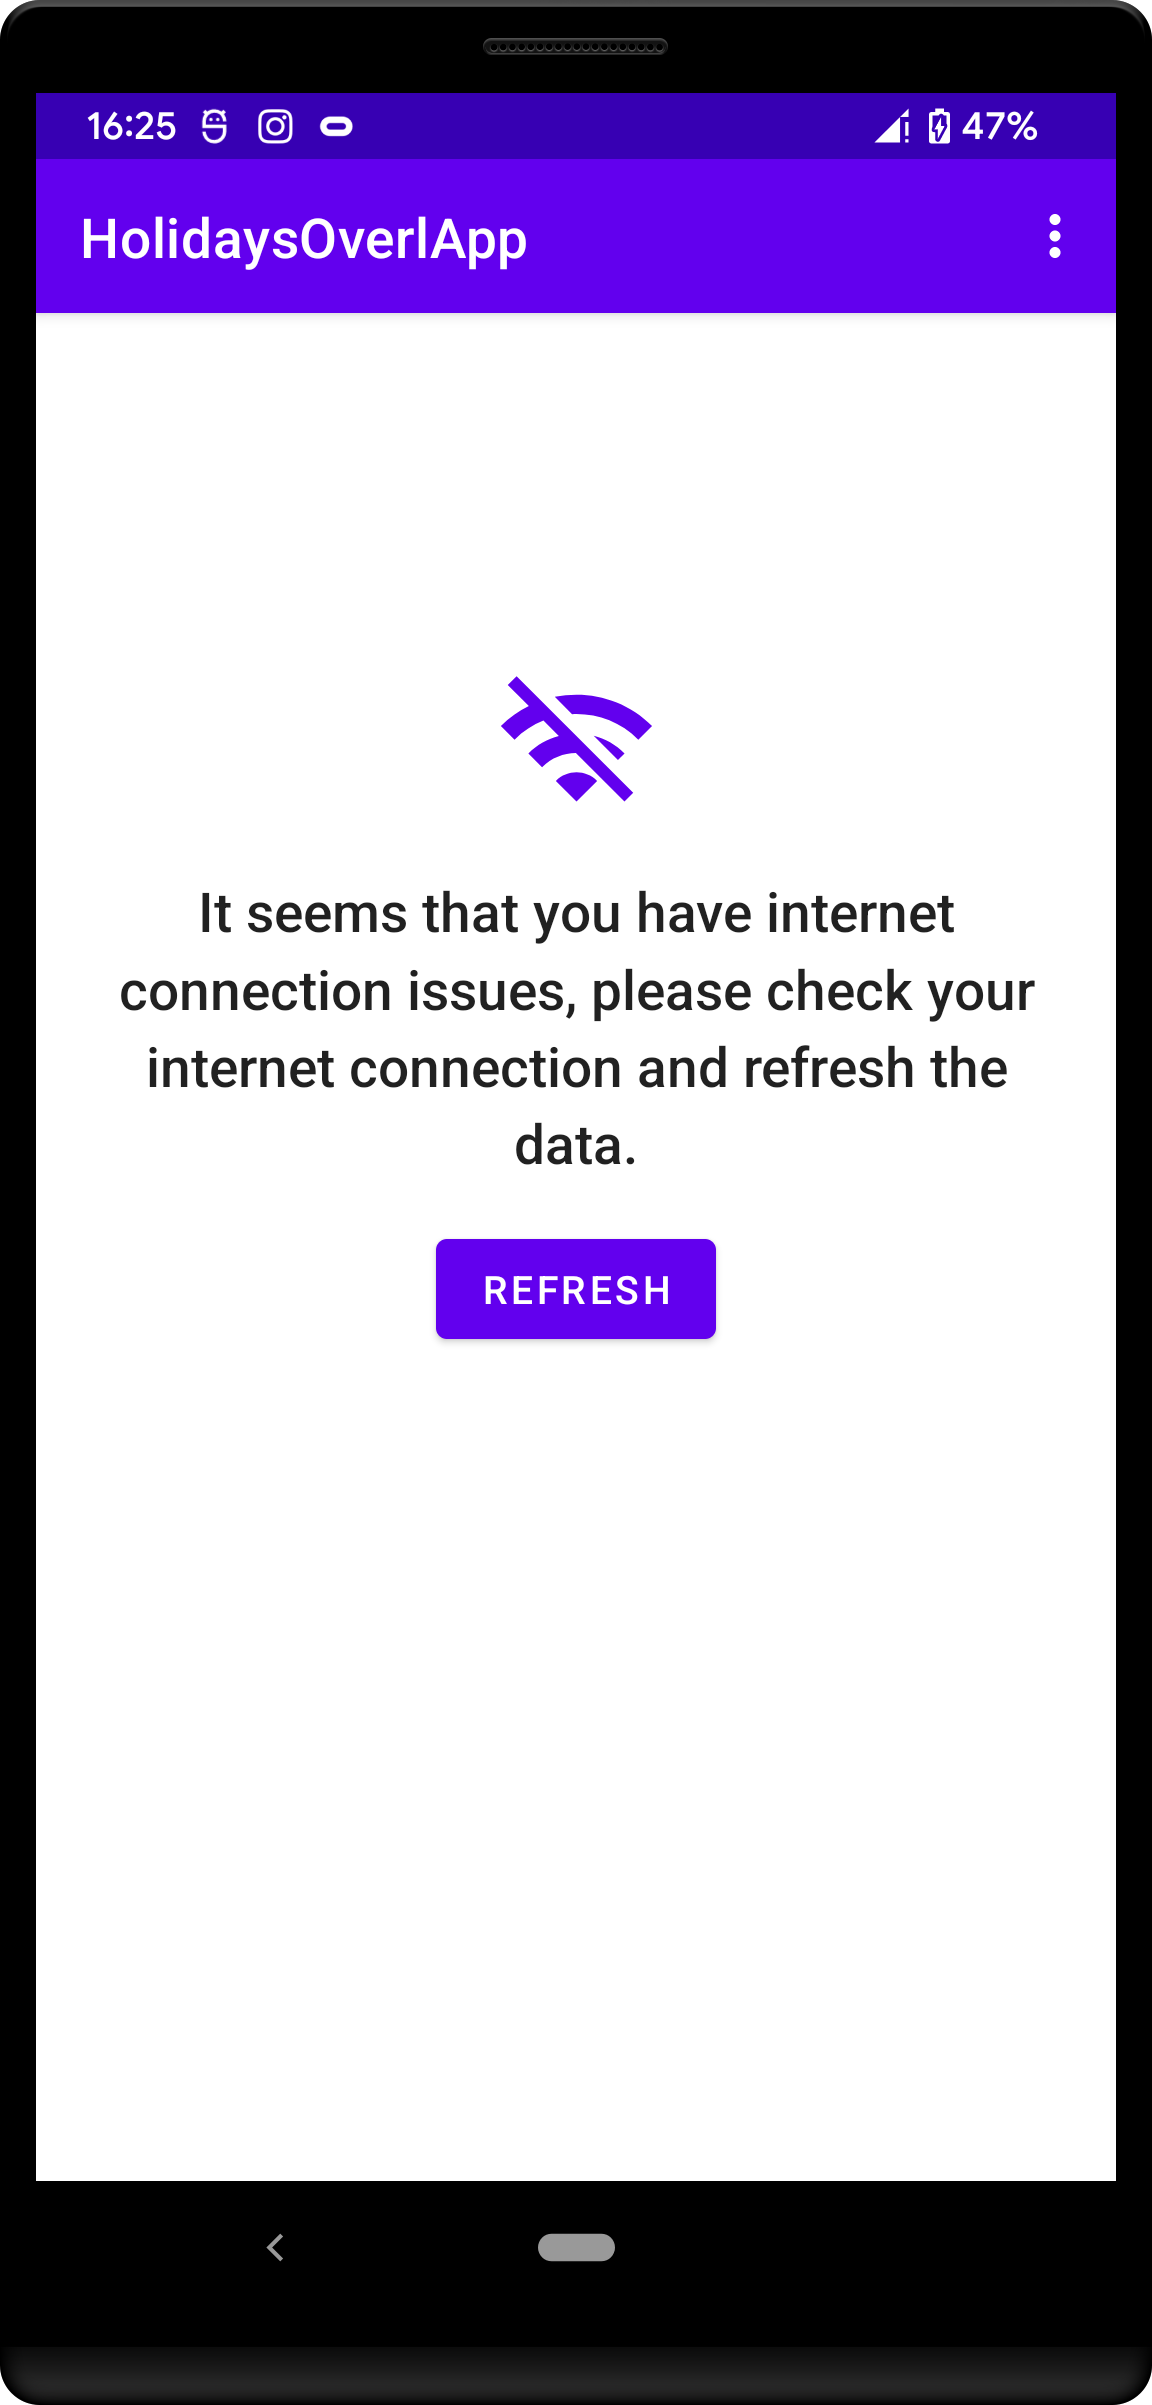 16:25 47%
HolidaysOverlApp
It seems that you have internet
connection issues, please check your
internet connection and refresh the
data.
REFRESH